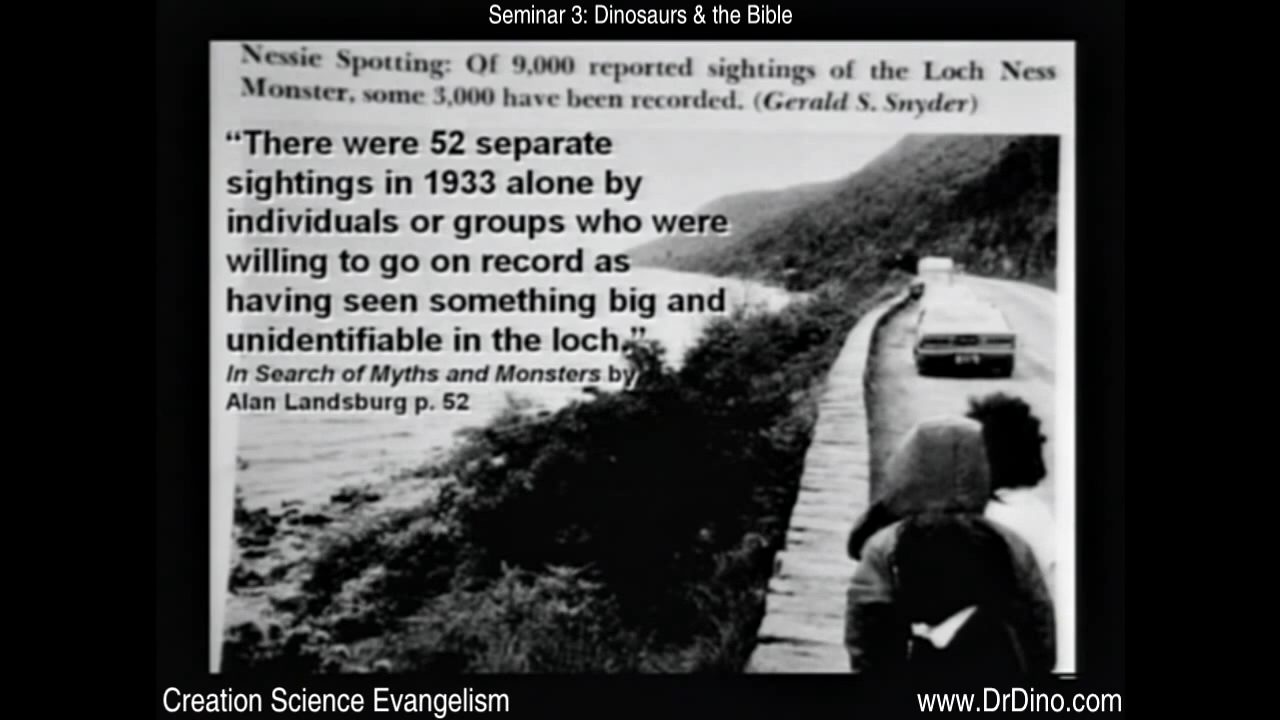 Seminar 3: Dinosaurs & the Bible
Nessie Spotting: Of 9,000 reported sightings of the Loch Ness
Monster, some 3,000 have been recorded. (Gerald S. Snyder)
“There were 52 separate
sightings in 1933 alone by
individuals or groups who were
willing to go on record as
having seen something big and
unidentifiable in the loch.”
In Search of Myths and Monsters by
Alan Landsburg p. 52
Creation Science Evangelism
www.DrDino.com